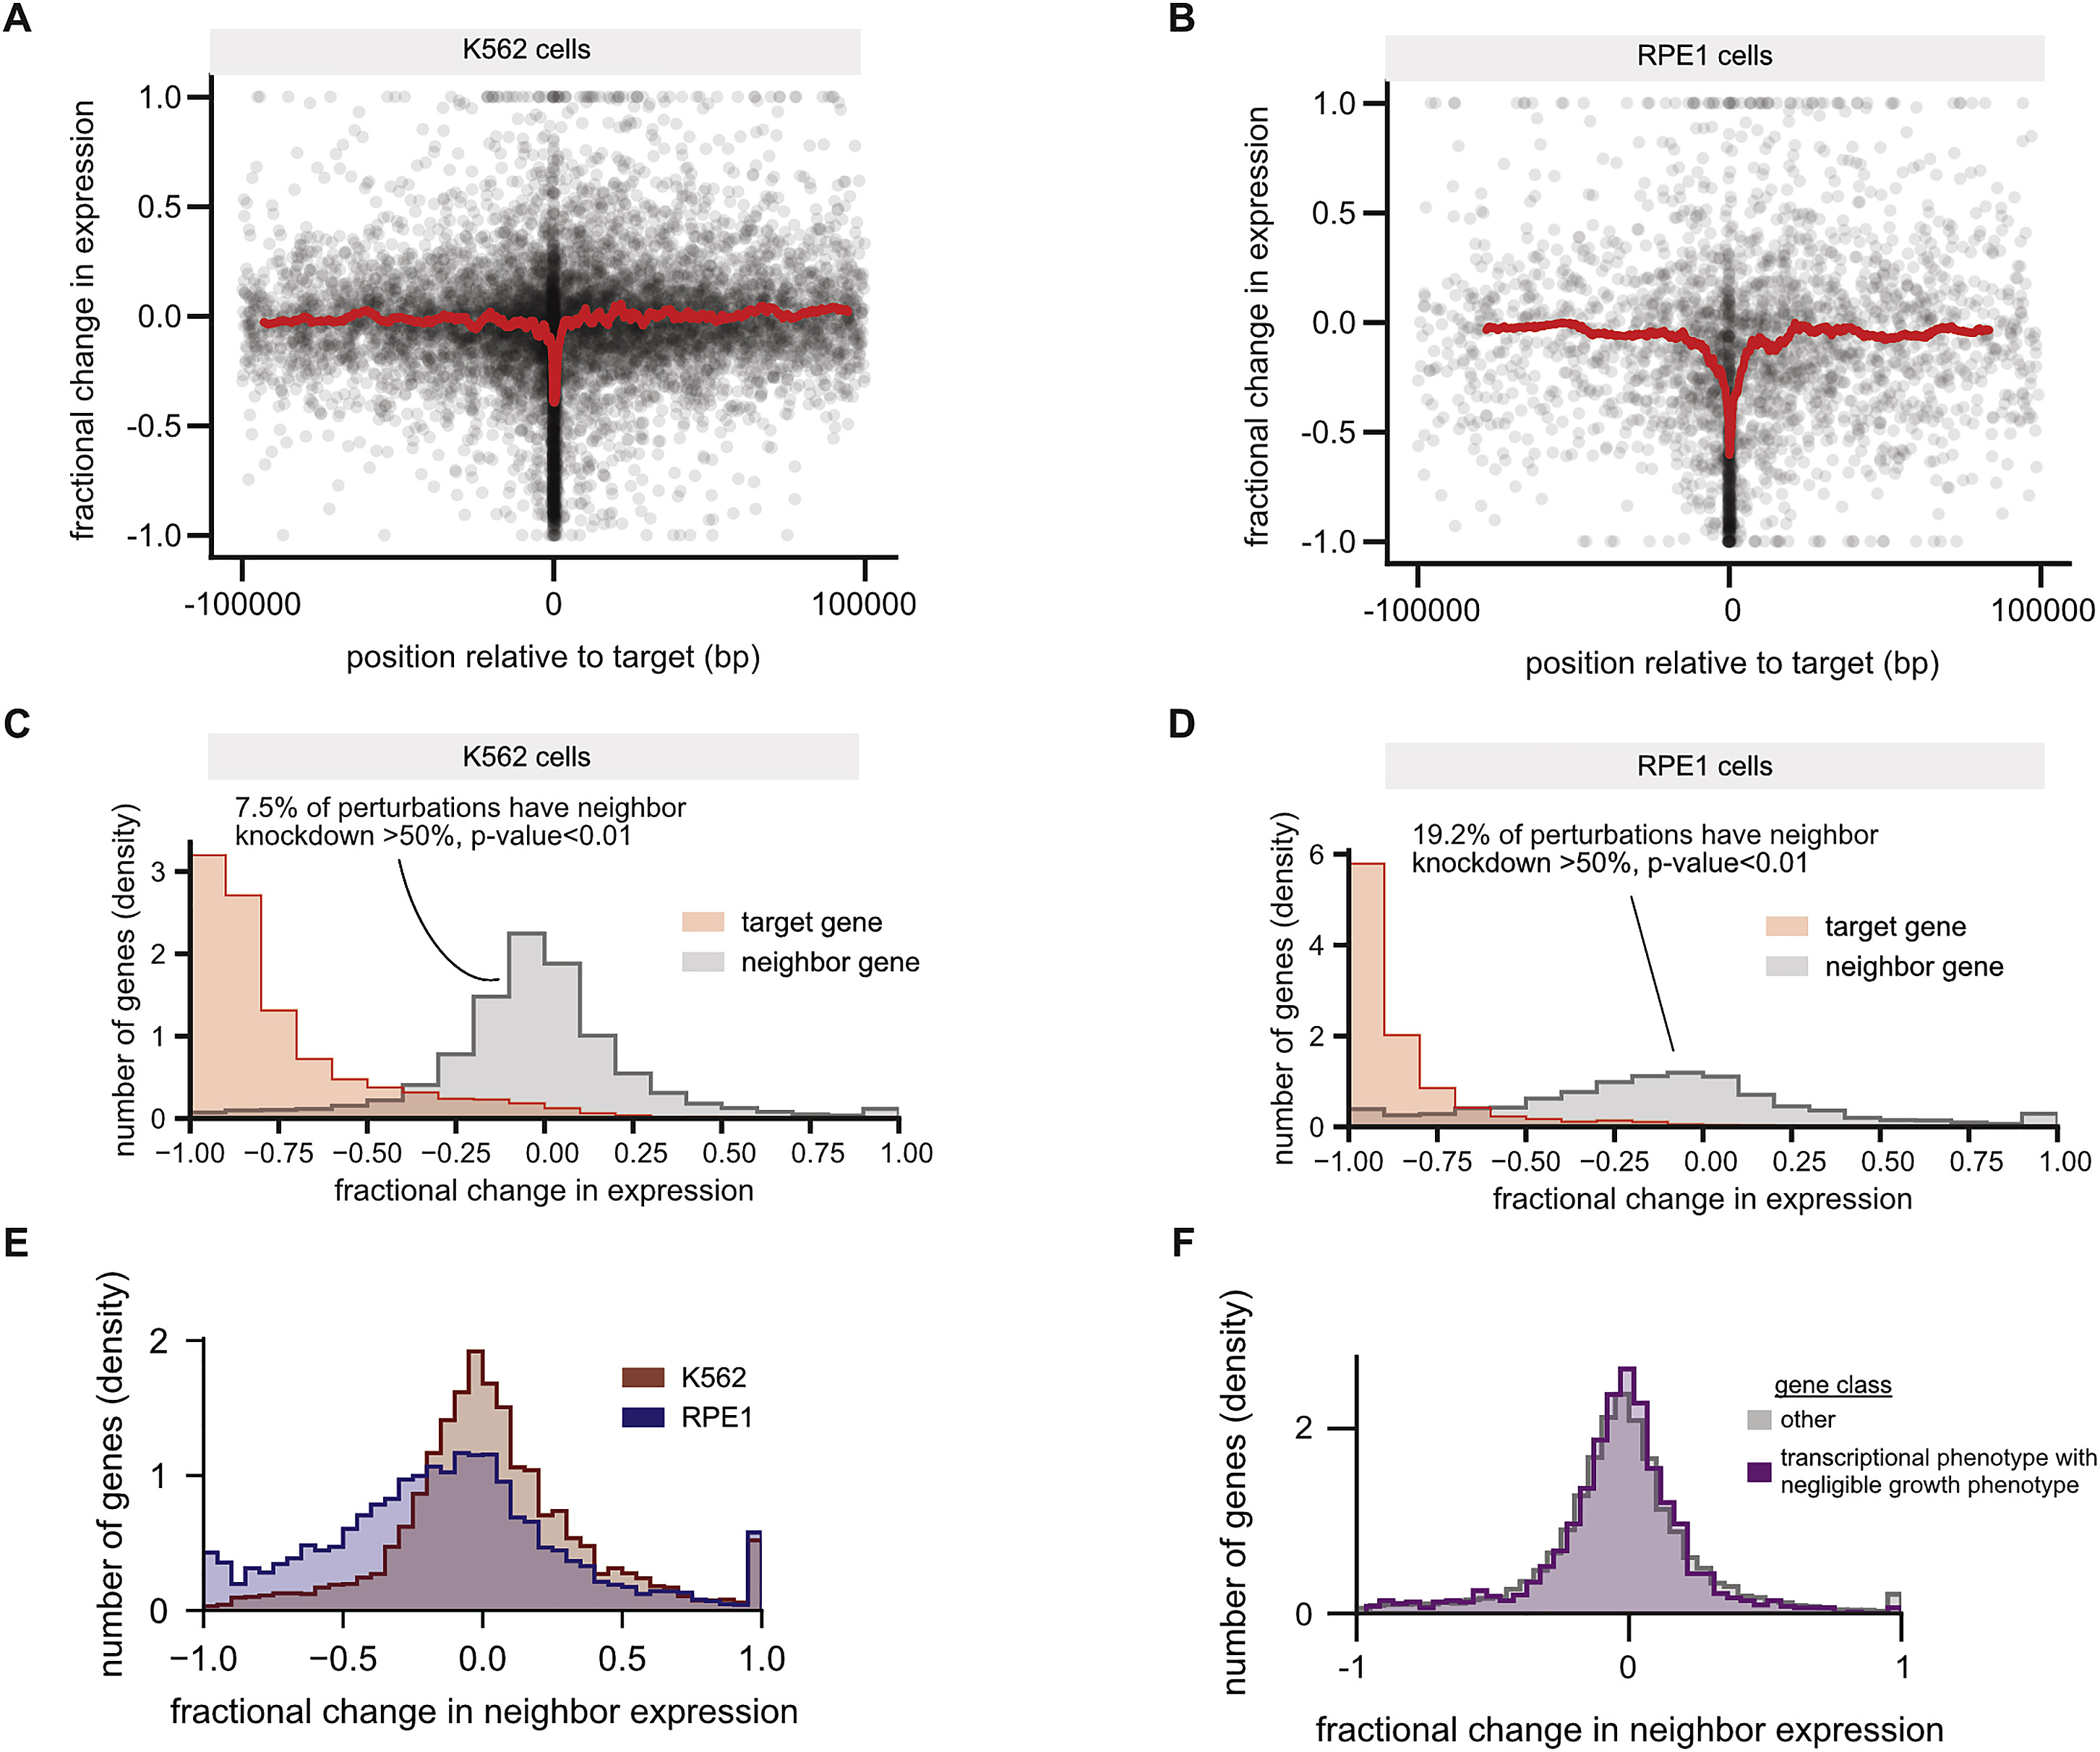 A
K562 cells
fractional change in expression
1.0
0.5
0.0
-0.5
-1.0
-100000
0
100000
position relative to target (bp)
B
RPE1 cells
fractional change in expression
1.0
0.5
0.0
-0.5
-1.0
-100000
0
100000
position relative to target (bp)
C
K562 cells
7.5% of perturbations have neighbor
knockdown >50%, p-value<0.01
number of genes (density)
3
2
1
0
target gene
neighbor gene
−1.00
−0.75
−0.50
−0.25
0.00
0.25
0.50
0.75
1.00
fractional change in expression
D
RPE1 cells
19.2% of perturbations have neighbor
knockdown >50%, p-value<0.01
number of genes (density)
6
4
2
0
target gene
neighbor gene
−1.00
−0.75
−0.50
−0.25
0.00
0.25
0.50
0.75
1.00
fractional change in expression
E
number of genes (density)
2
1
0
K562
RPE1
−1.0
−0.5
0.0
0.5
1.0
fractional change in neighbor expression
F
number of genes (density)
2
0
gene class
other
transcriptional phenotype with
negligible growth phenotype
-1
0
1
fractional change in neighbor expression